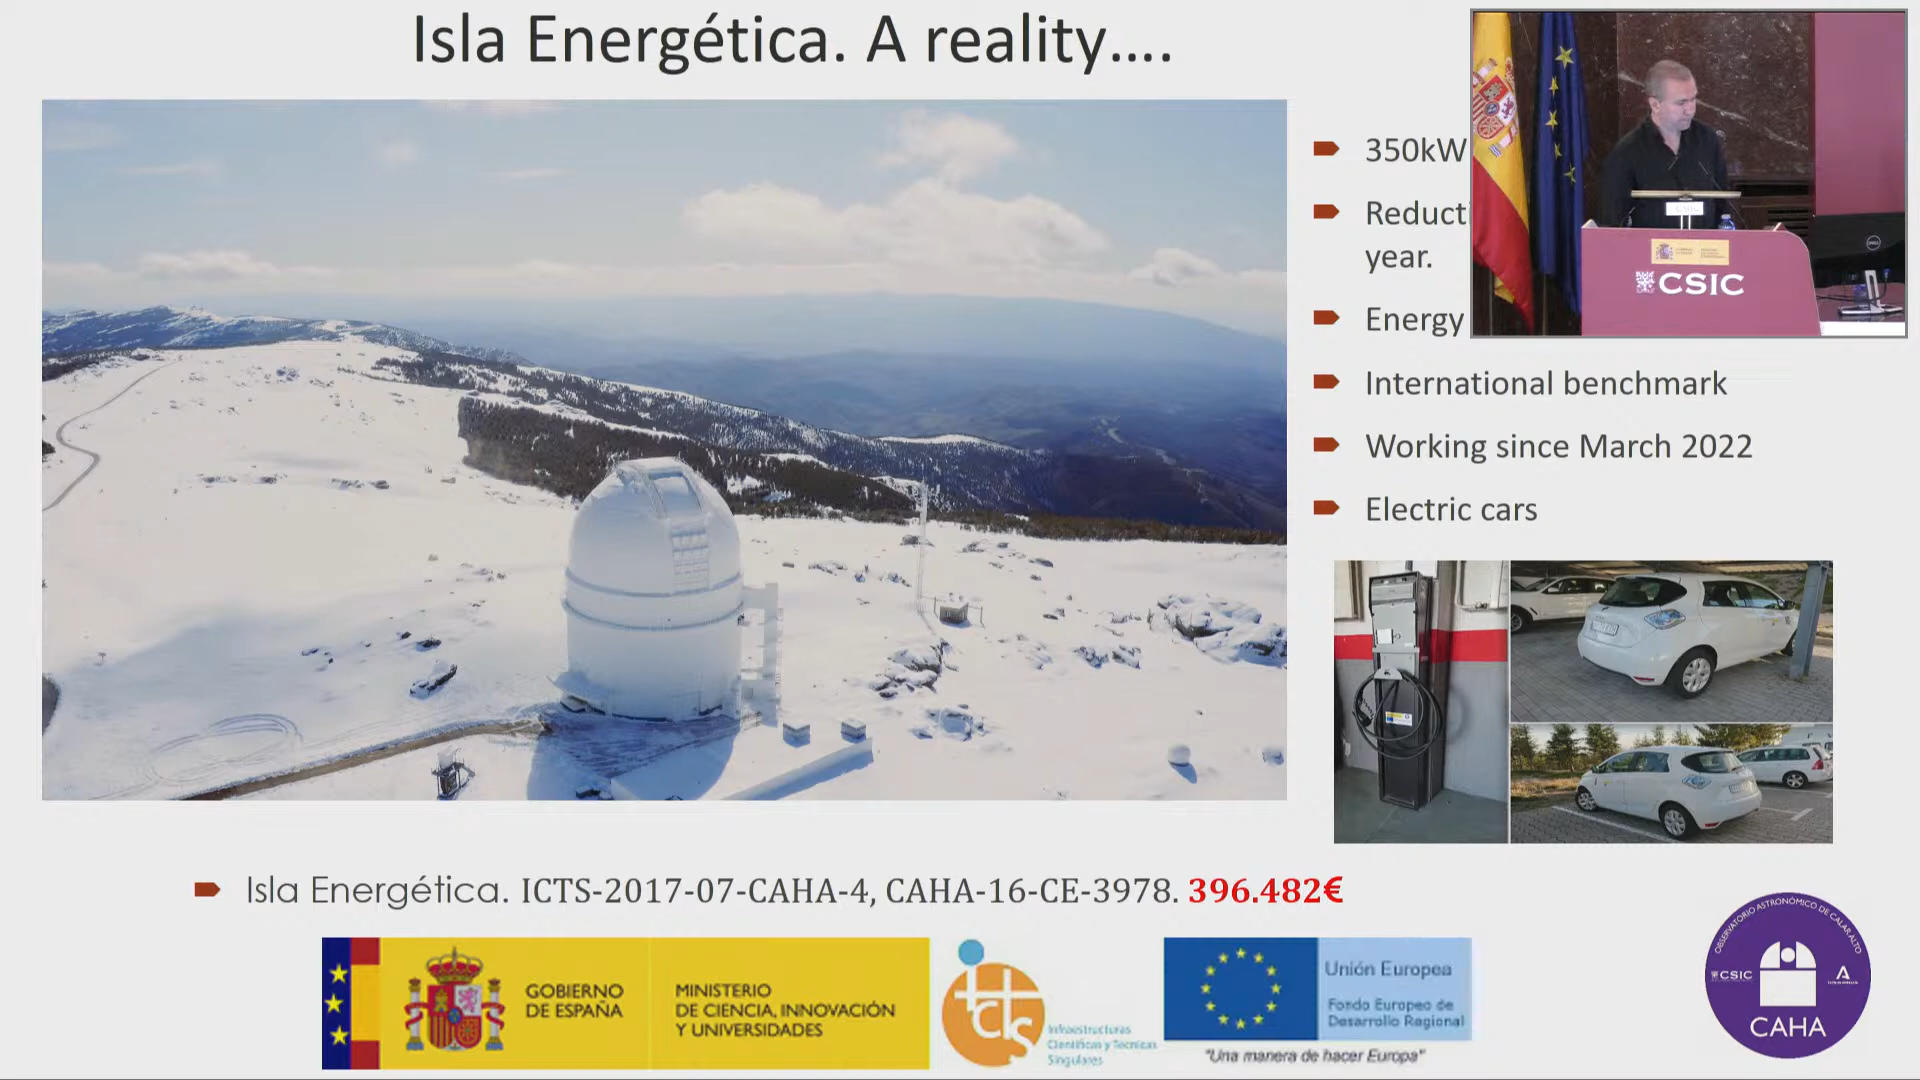 Isla Energética. A reality....
350kW
Reducti
year.
Energy
International benchmark
Working since March 2022
Electric cars
CSIC
Isla Energética. ICTS-2017-07-CAHA-4, CAHA-16-CE-3978. 396.482€
GOBIERNO
DE ESPAÑA
MINISTERIO
DE CIENCIA, INNOVACIÓN
Y UNIVERSIDADES
icts
Infraestructuras
Científicas y Técnicas
Singulares
Unión Europea
Fondo Europeo de
Desarrollo Regional
"Una manera de hacer Europa"
OBSERVATORIO ASTRONÓMICO DE CALAR ALTO
CSIC
CAHA